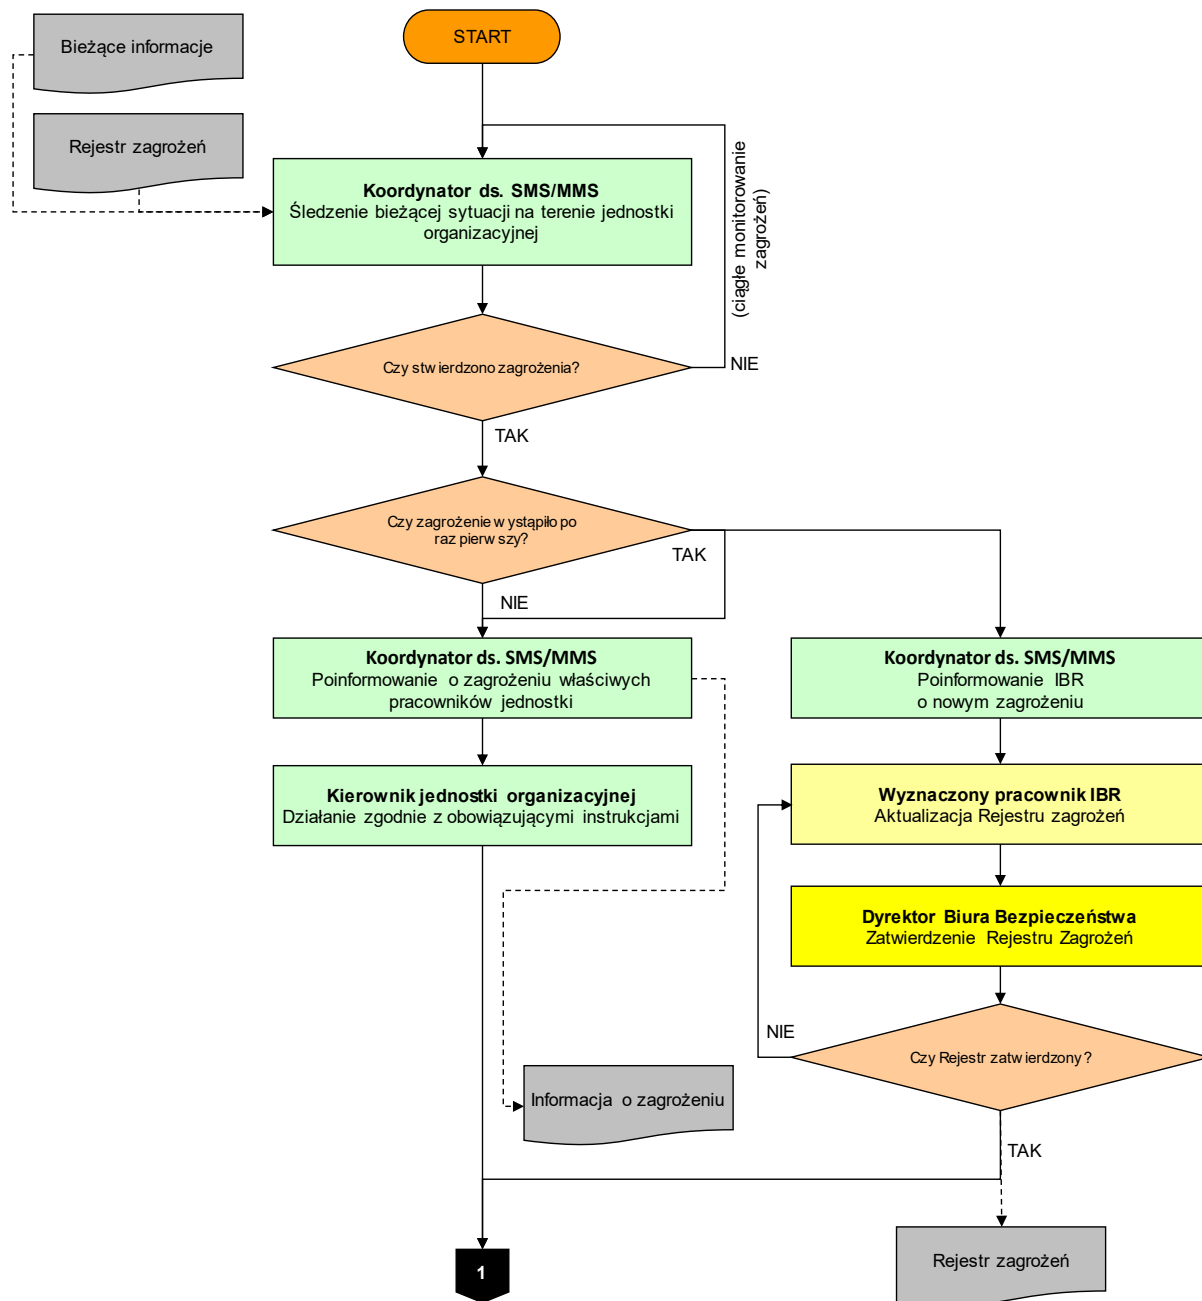 START
Bieżące informacje
Rejestr zagrożeń
Koordynator ds. SMS/MMS
Śledzenie bieżącej sytuacji na terenie jednostki
organizacyjnej
(ciągłe monitorowanie
zagrożeń)
Czy stwierdzono zagrożenia?
NIE
TAK
Czy zagrożenie wystąpiło po
raz pierwszy?
TAK
NIE
Koordynator ds. SMS/MMS
Poinformowanie o zagrożeniu właściwych
pracowników jednostki
Koordynator ds. SMS/MMS
Poinformowanie IBR
o nowym zagrożeniu
Kierownik jednostki organizacyjnej
Działanie zgodnie z obowiązującymi instrukcjami
Wyznaczony pracownik IBR
Aktualizacja Rejestru zagrożeń
Dyrektor Biura Bezpieczeństwa
Zatwierdzenie Rejestru Zagrożeń
NIE
Czy Rejestr zatwierdzony?
Informacja o zagrożeniu
TAK
Rejestr zagrożeń
1